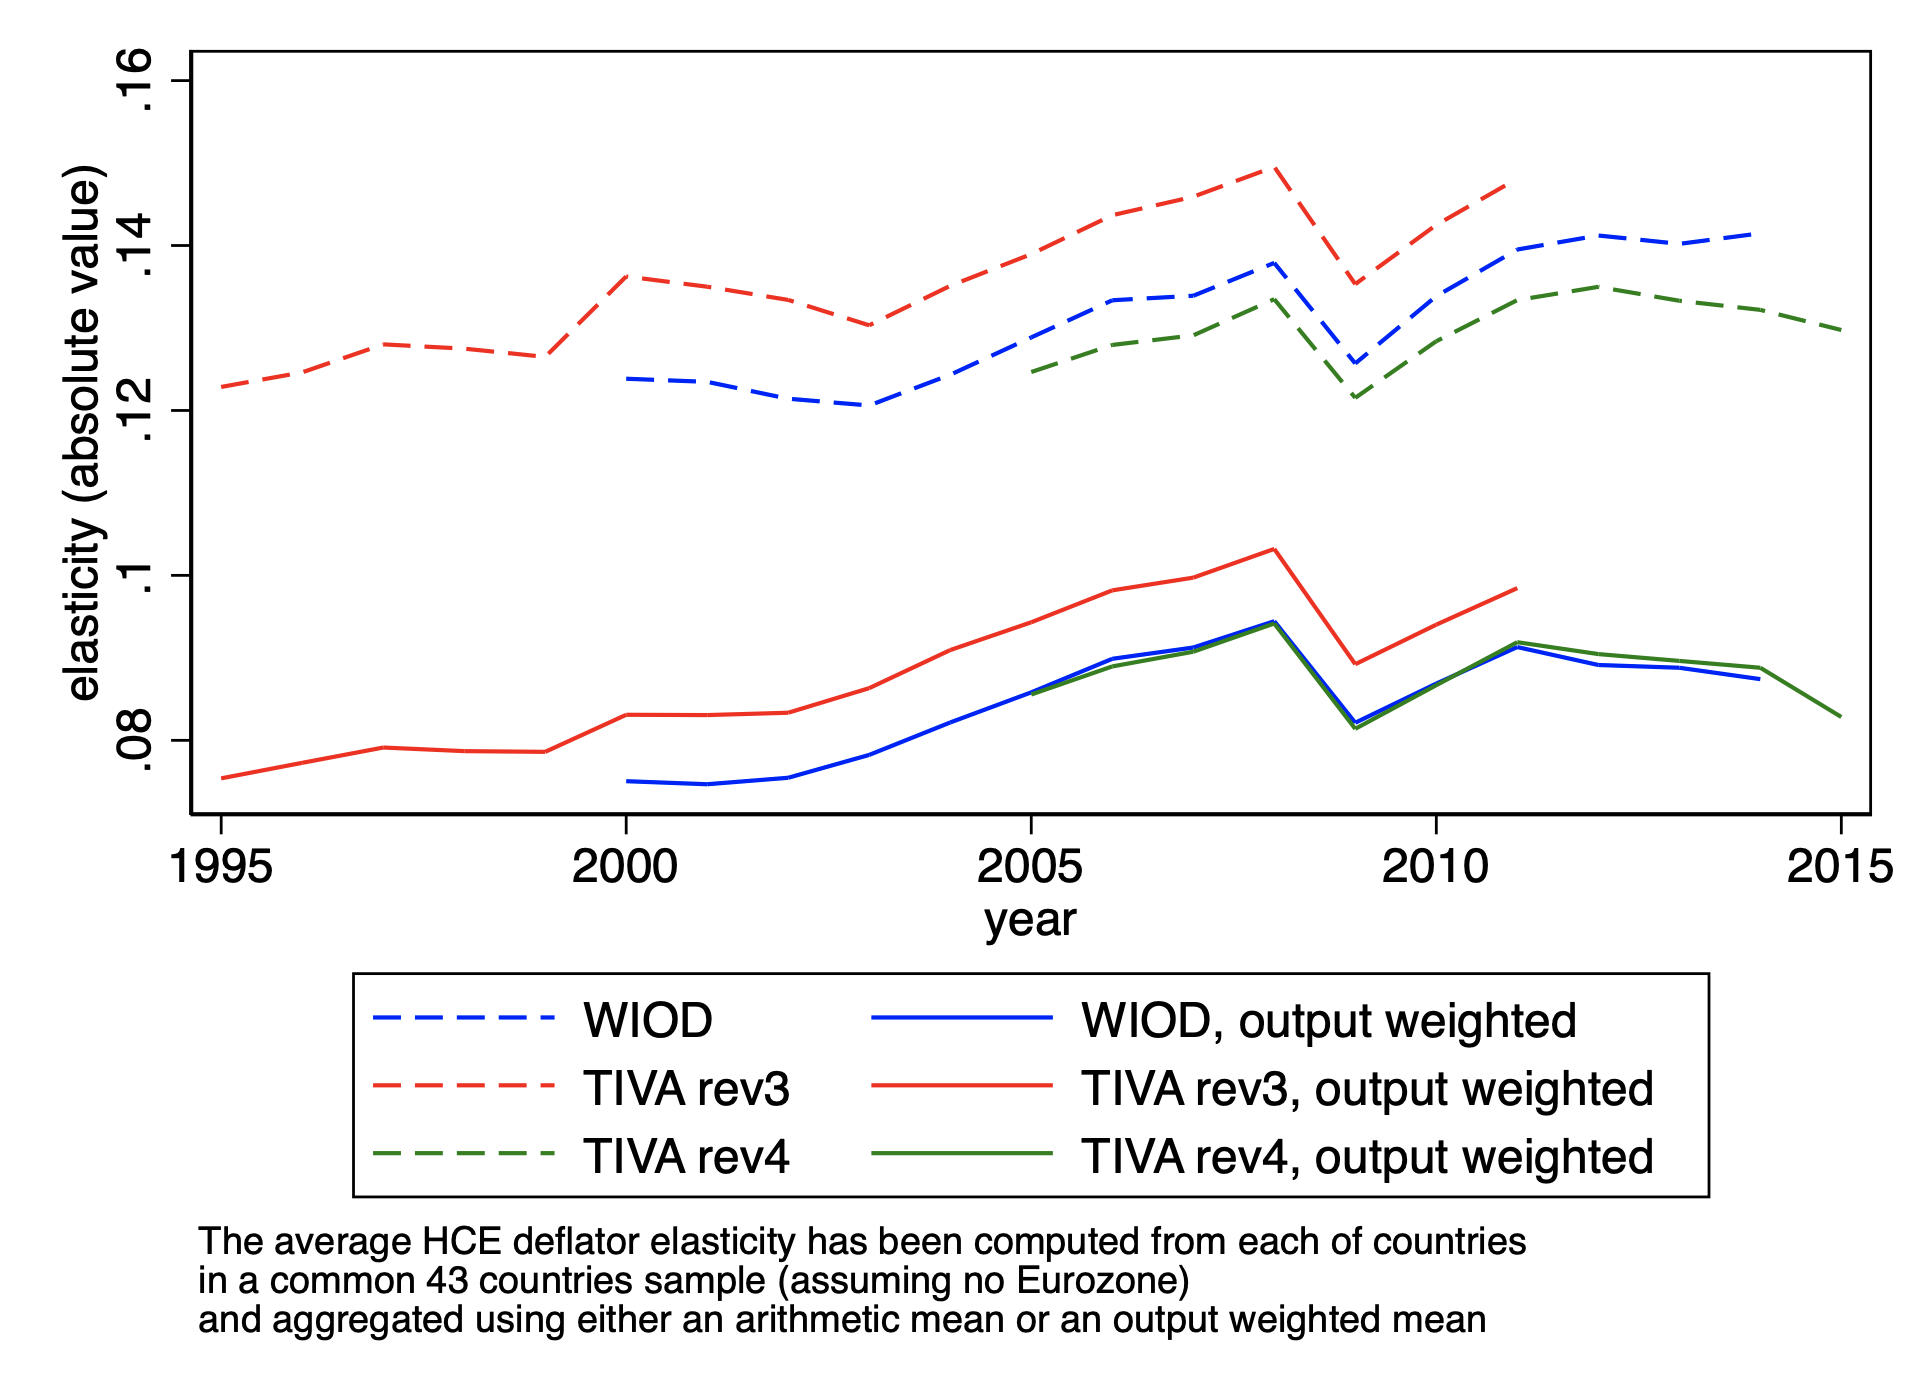 elasticity (absolute value)
.16
.14
.12
.1
.08
1995 2000 2005 2010 2015
year
WIOD WIOD, output weighted
TIVA rev3 TIVA rev3, output weighted
TIVA rev4 TIVA rev4, output weighted
The average HCE deflator elasticity has been computed from each of countries
in a common 43 countries sample (assuming no Eurozone)
and aggregated using either an arithmetic mean or an output weighted mean